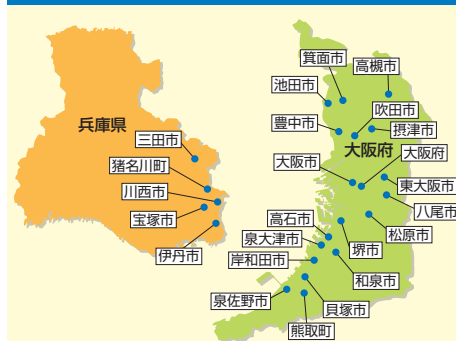 兵庫県
三田市
猪名川町
川西市
宝塚市
伊丹市
箕面市
高槻市
池田市
吹田市
豊中市
摂津市
大阪府
大阪市
大阪府
東大阪市
八尾市
高石市
松原市
泉大津市
堺市
岸和田市
和泉市
泉佐野市
貝塚市
熊取町